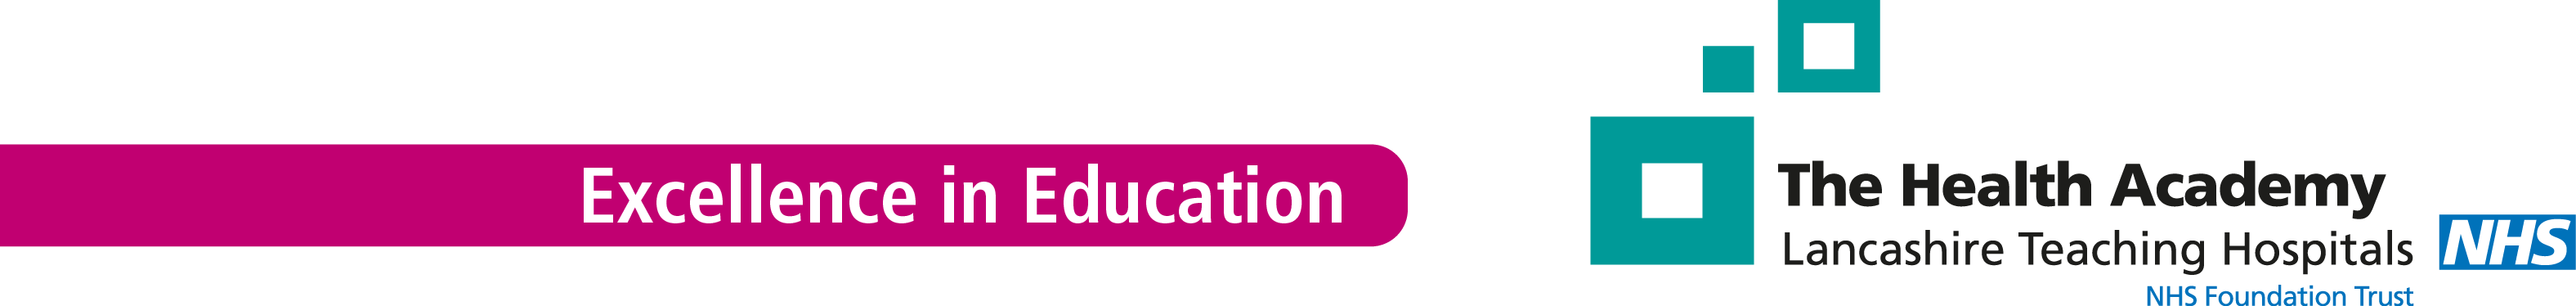 Excellence in Education
The Health Academy
Lancashire Teaching Hospitals NHS
NHS Foundation Trust